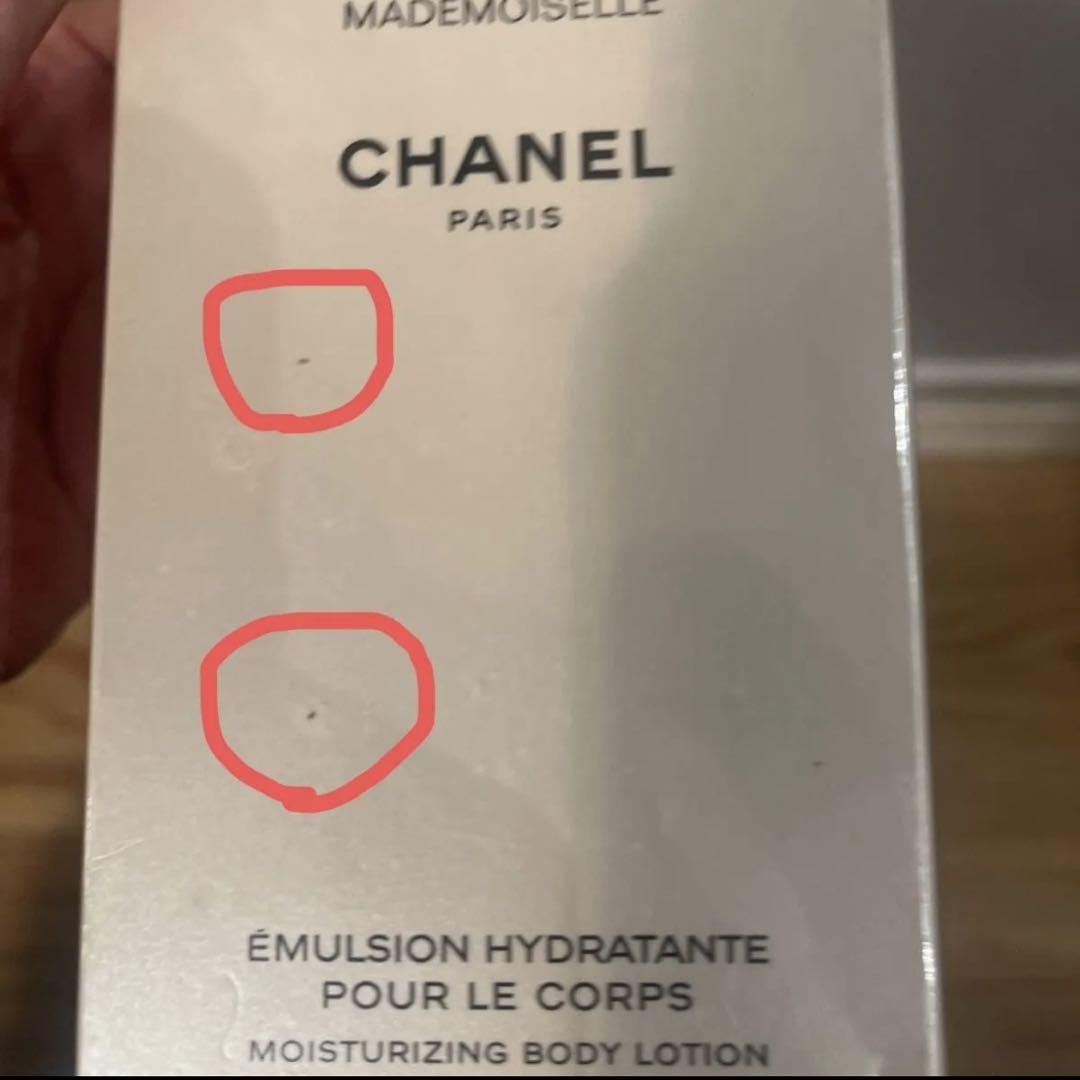 MADEMOISELLE
CHANEL
PARIS
ÉMULSION HYDRATANTE
POUR LE CORPS
MOISTURIZING BODY LOTION